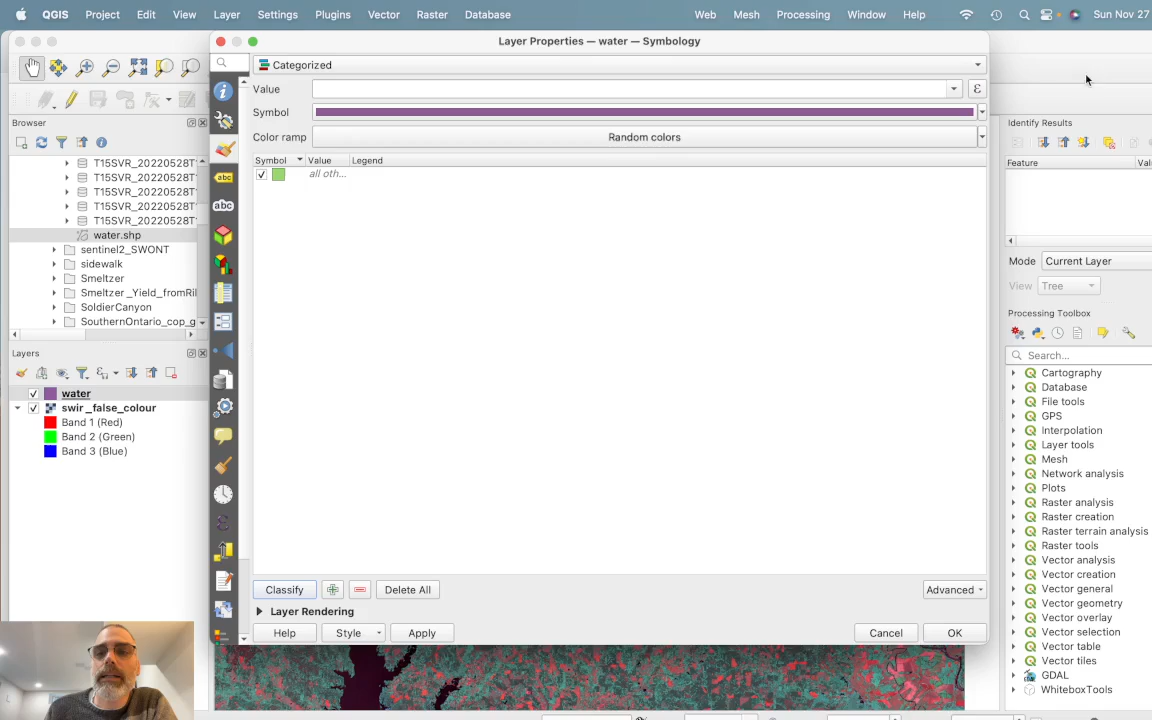 QGIS Project Edit View Layer Settings Plugins Vector Raster Database Web Mesh Processing Window Help Sun Nov 27
Layer Properties — water — Symbology
Categorized
Value
ε
Symbol
Color ramp Random colors
Symbol Value Legend
all oth...
abc
abc
Classify
Delete All
Advanced
Layer Rendering
Help Style Apply Cancel OK
Browser
T15SVR_20220528T
T15SVR_20220528T
T15SVR_20220528T
T15SVR_20220528T
T15SVR_20220528T
water.shp
sentinel2_SWONT
sidewalk
Smeltzer
Smeltzer_Yield_fromRil
SoldierCanyon
SouthernOntario_cop_g
Layers
water
swir_false_colour
Band 1 (Red)
Band 2 (Green)
Band 3 (Blue)
Identify Results
Feature Val
Mode Current Layer
View Tree
Processing Toolbox
Search...
Cartography
Database
File tools
GPS
Interpolation
Layer tools
Mesh
Network analysis
Plots
Raster analysis
Raster creation
Raster terrain analysis
Raster tools
Vector analysis
Vector creation
Vector general
Vector geometry
Vector overlay
Vector selection
Vector table
Vector tiles
GDAL
WhiteboxTools